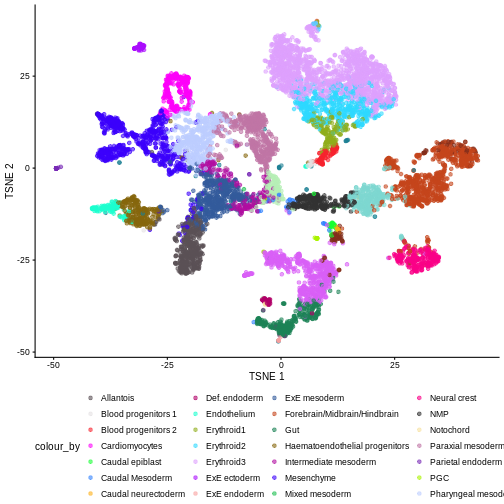 TSNE 2
25
0
-25
-50
-50
-25
0
25
TSNE 1
colour_by
Allantois
Blood progenitors 1
Blood progenitors 2
Cardiomyocytes
Caudal epiblast
Caudal Mesoderm
Caudal neurectoderm
Def. endoderm
Endothelium
Erythroid1
Erythroid2
Erythroid3
ExE ectoderm
ExE endoderm
ExE mesoderm
Forebrain/Midbrain/Hindbrain
Gut
Haematoendothelial progenitors
Intermediate mesoderm
Mesenchyme
Mixed mesoderm
Neural crest
NMP
Notochord
Paraxial mesoderm
Parietal endoderm
PGC
Pharyngeal mesod